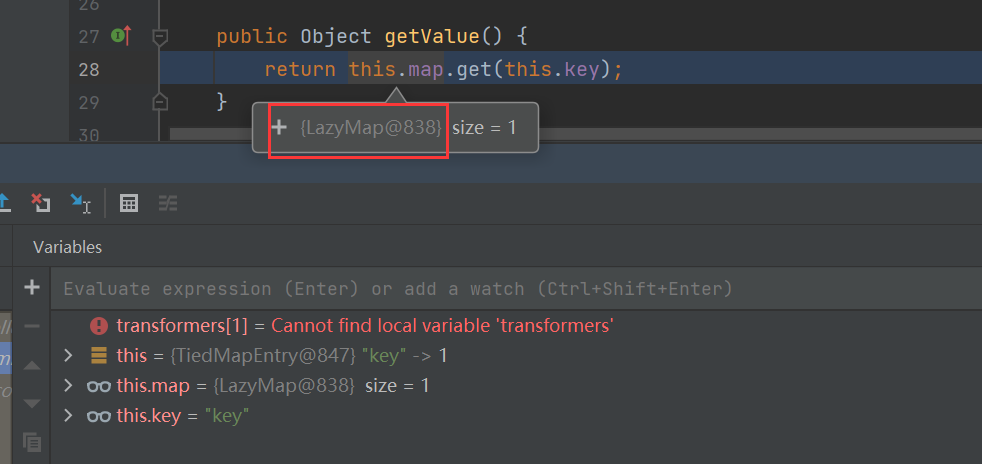 26
27 public Object getValue() {
28 return this.map.get(this.key);
29 }
{LazyMap@838} size = 1
30
Variables
Evaluate expression (Enter) or add a watch (Ctrl+Shift+Enter)
transformers[1] = Cannot find local variable 'transformers'
this = {TiedMapEntry@847} "key" -> 1
this.map = {LazyMap@838} size = 1
this.key = "key"